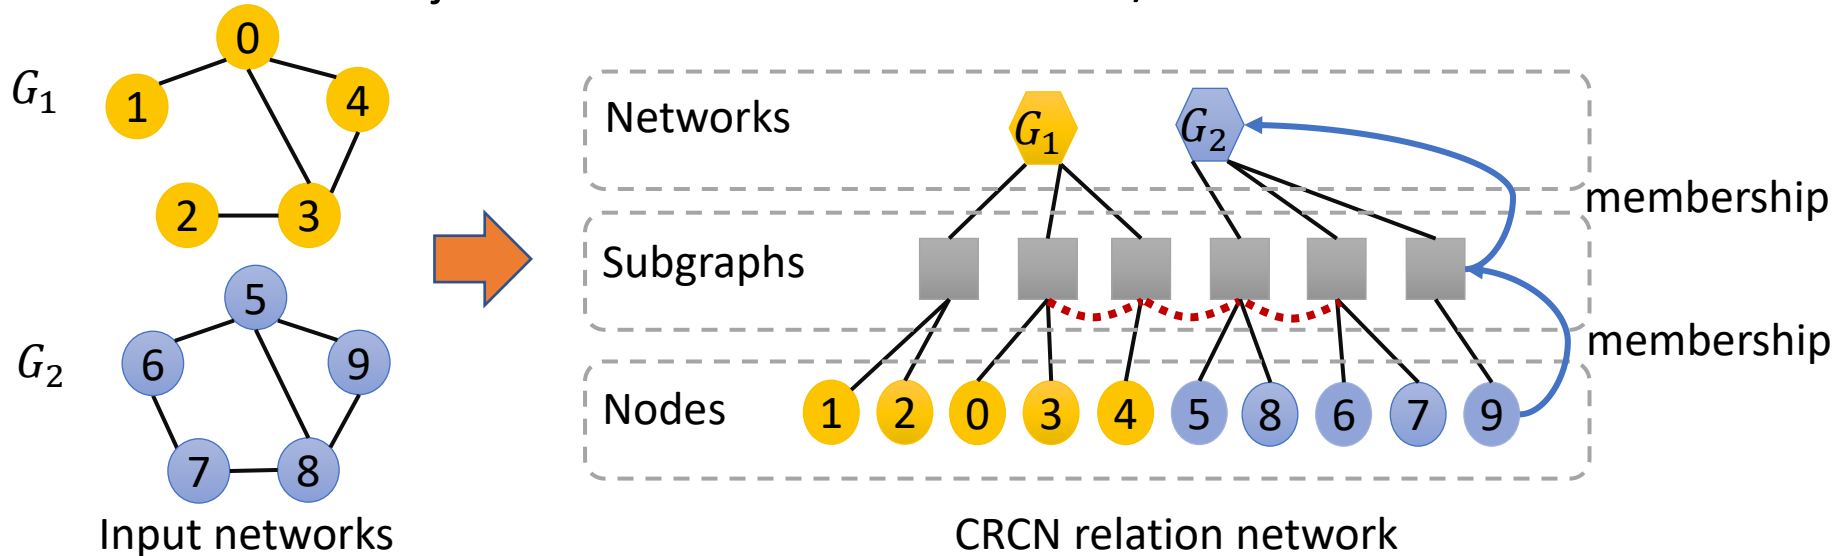 G₁
0
1
4
2
3
G₂
5
6
9
7
8
Input networks
Networks
G₁
G₂
membership
Subgraphs
membership
Nodes
1 2 0 3 4 5 8 6 7 9
CRCN relation network